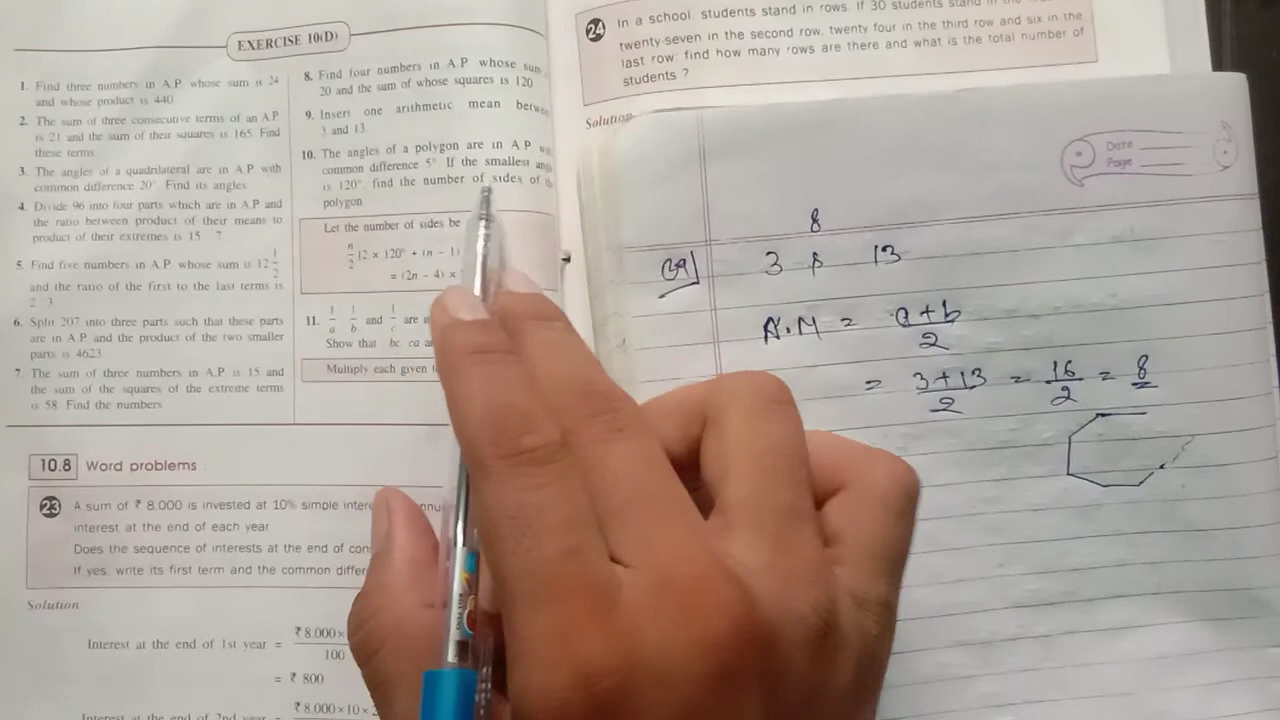 EXERCISE 10(D)
1. Find three numbers in A.P. whose sum is 24
and whose product is 440.
2. The sum of three consecutive terms of an A.P.
is 21 and the sum of their squares is 165. Find
these terms.
3. The angles of a quadrilateral are in A.P. with
common difference 20°. Find its angles.
4. Divide 96 into four parts which are in A.P. and
the ratio between product of their means to
product of their extremes is 15 : 7.
5. Find five numbers in A.P. whose sum is 12 1/2
and the ratio of the first to the last terms is
2 : 3.
6. Split 207 into three parts such that these parts
are in A.P. and the product of the two smaller
parts is 4623.
7. The sum of three numbers in A.P. is 15 and
the sum of the squares of the extreme terms
is 58. Find the numbers.
8. Find four numbers in A.P. whose sum
20 and the sum of whose squares is 120
9. Insert one arithmetic mean
3 and 13.
10. The angles of a polygon are in A.P.
common difference 5°. If the smallest
is 120°, find the number of sides of
polygon.
Let the number of sides be
n/2 [2 × 120° + (n − 1)
= (2n − 4) ×
11. 1/a, 1/b and 1/c are
Show that : bc, ca
Multiply each given
10.8 Word problems
23 A sum of ₹ 8,000 is invested at 10% simple
interest at the end of each year.
Does the sequence of interests at the end of
If yes, write its first term and the common
Solution
Interest at the end of 1st year = ₹ 8,000×
100
= ₹ 800
Interest at the end of 2nd year = ₹ 8,000×10×
24 In a school, students stand in rows. If 30 students stand in the
twenty-seven in the second row, twenty four in the third row and six in the
last row; find how many rows are there and what is the total number of
students ?
Solution
Date
Page
8
3 & 13
A.M = a+b/2
= 3+13/2 = 16/2 = 8